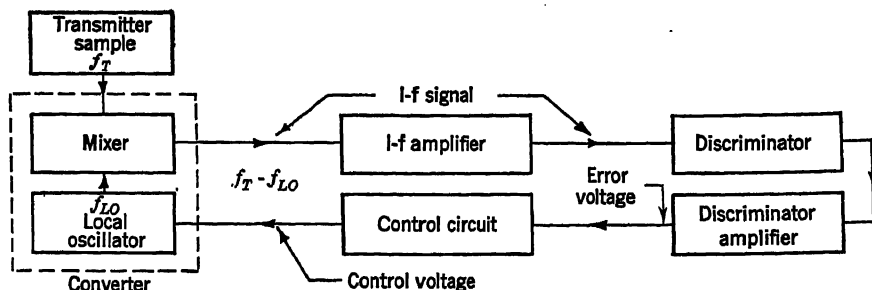 Transmitter
sample
f_T
Mixer
f_LO
Local
oscillator
Converter
I-f signal
f_T - f_LO
I-f amplifier
Discriminator
Error
voltage
Discriminator
amplifier
Control circuit
Control voltage